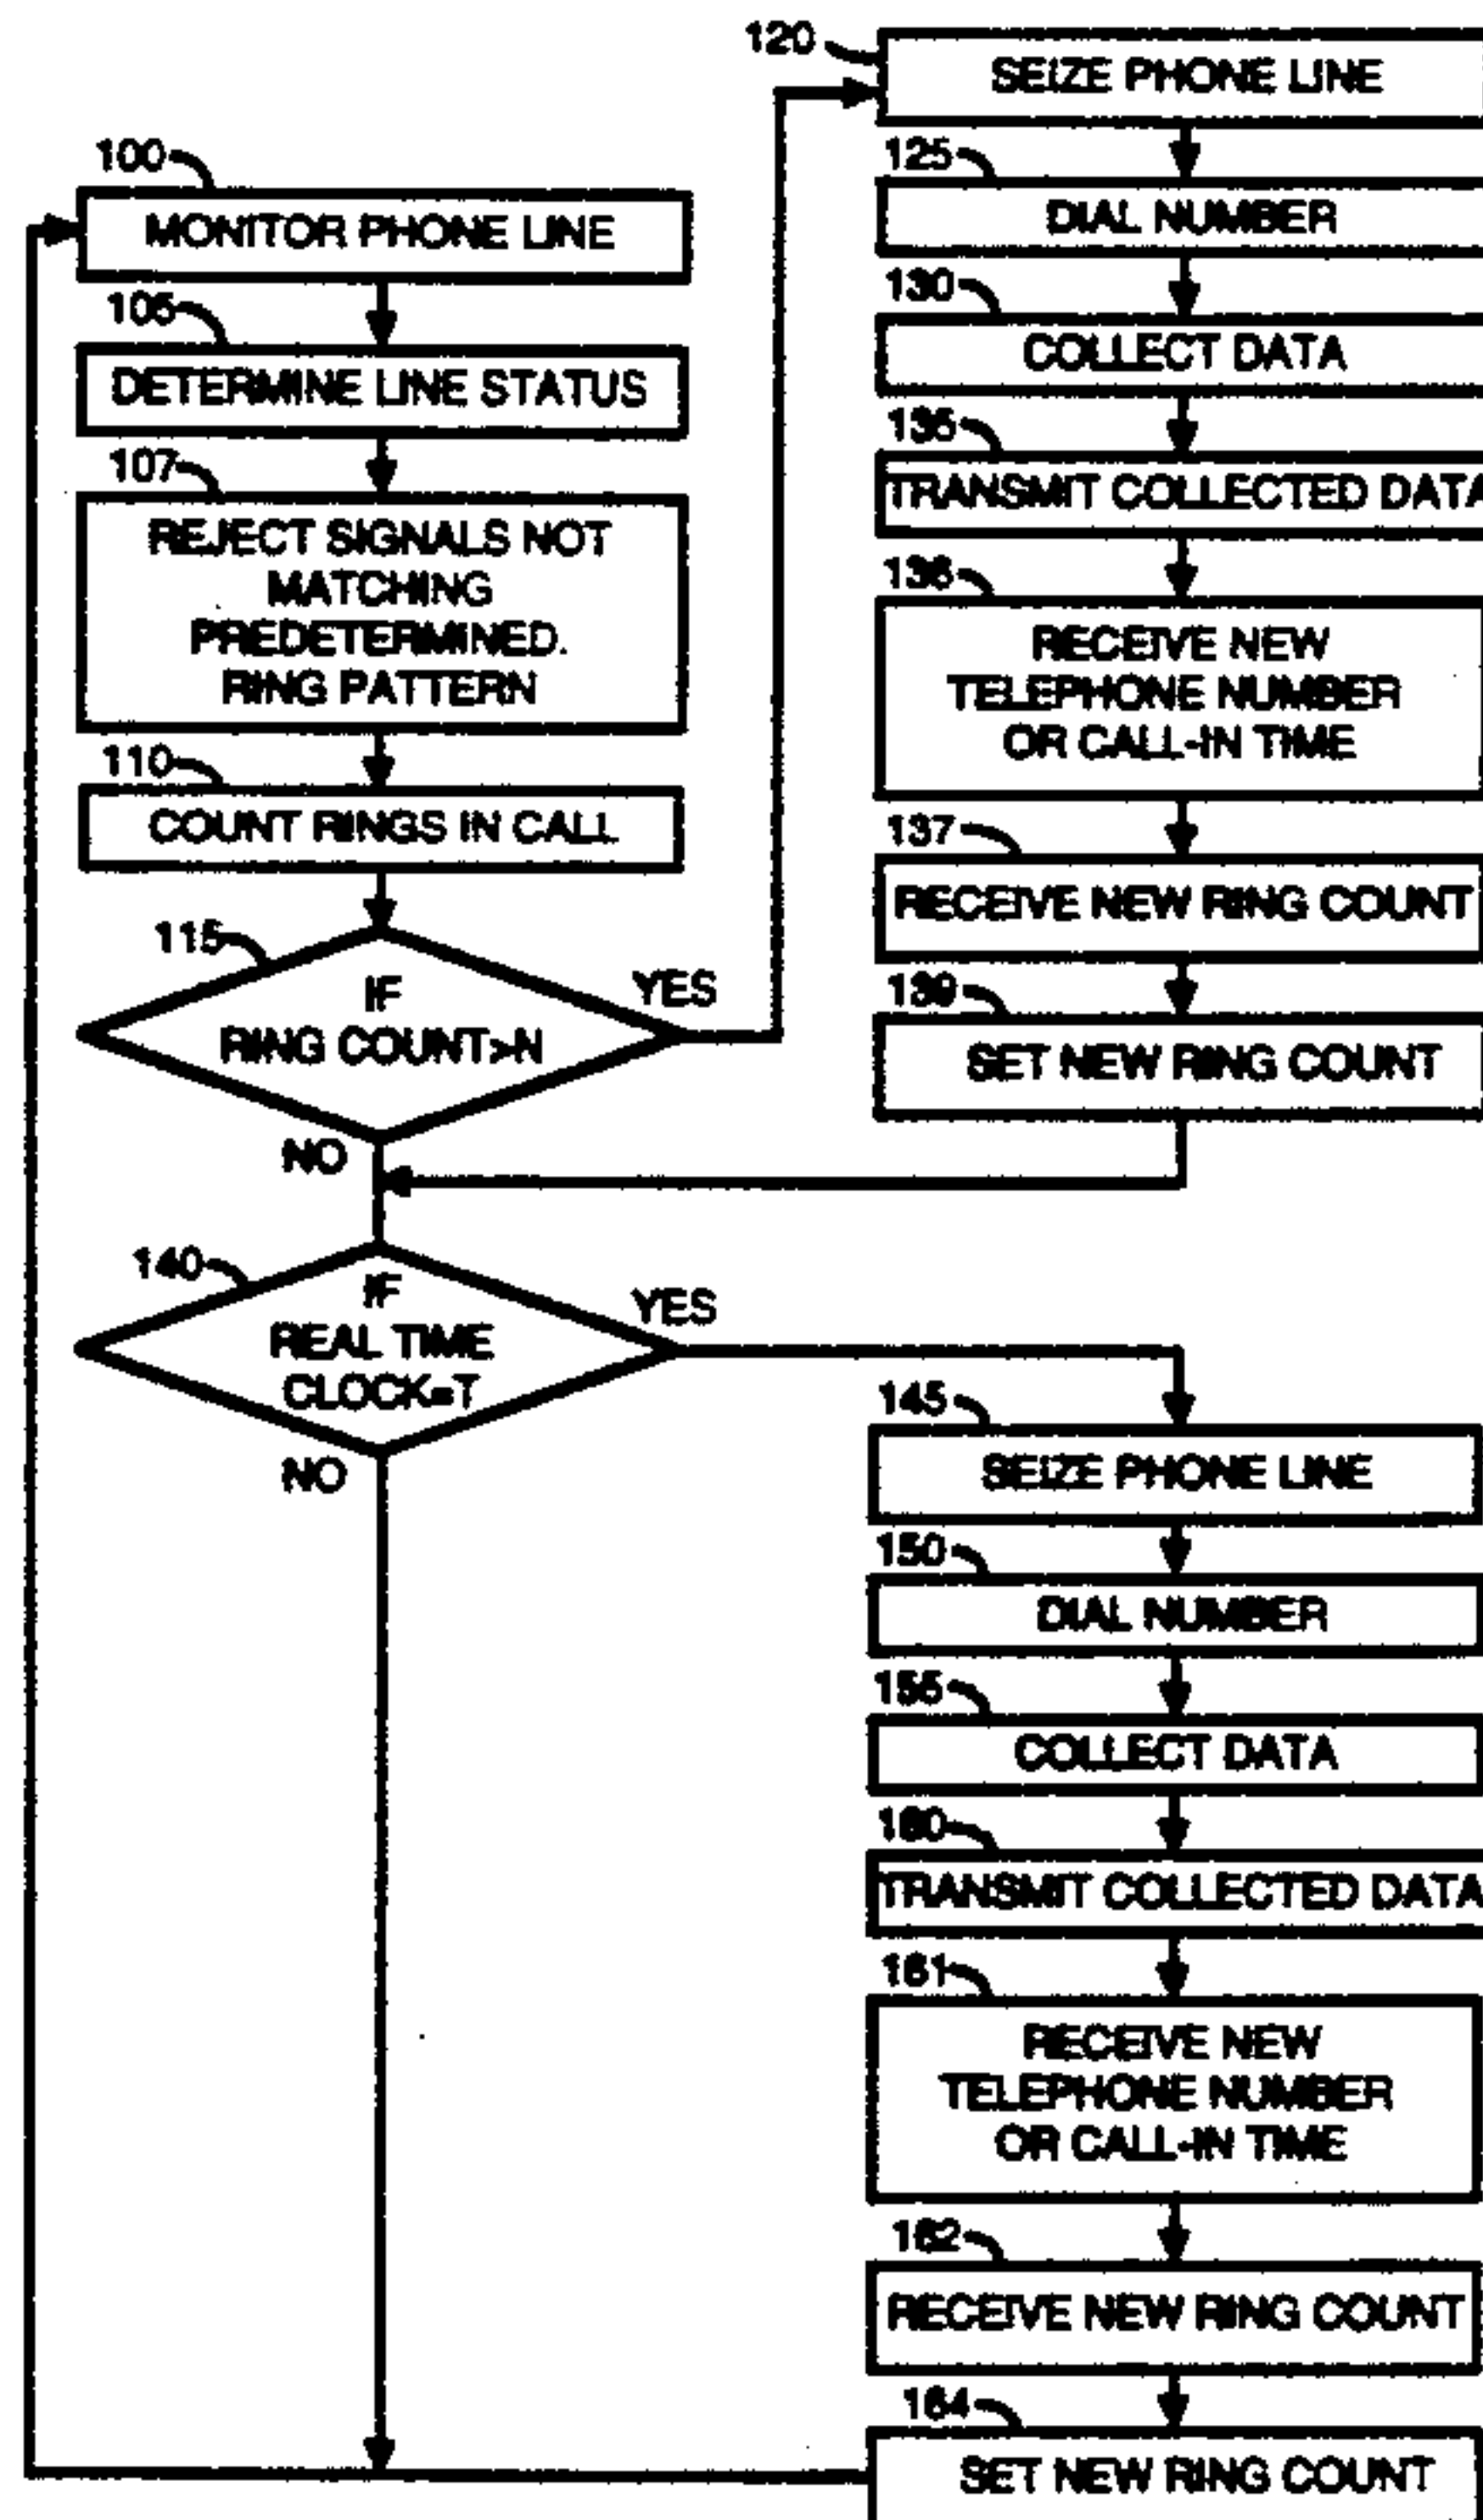 100
MONITOR PHONE LINE
105
DETERMINE LINE STATUS
107
REJECT SIGNALS NOT
MATCHING
PREDETERMINED.
RING PATTERN
110
COUNT RINGS IN CALL
115
IF
RING COUNT>N
YES
NO
120
SEIZE PHONE LINE
125
DIAL NUMBER
130
COLLECT DATA
135
TRANSMIT COLLECTED DATA
136
RECEIVE NEW
TELEPHONE NUMBER
OR CALL-IN TIME
137
RECEIVE NEW RING COUNT
139
SET NEW RING COUNT
140
IF
REAL TIME
CLOCK=T
YES
NO
145
SEIZE PHONE LINE
150
DIAL NUMBER
155
COLLECT DATA
160
TRANSMIT COLLECTED DATA
161
RECEIVE NEW
TELEPHONE NUMBER
OR CALL-IN TIME
162
RECEIVE NEW RING COUNT
164
SET NEW RING COUNT